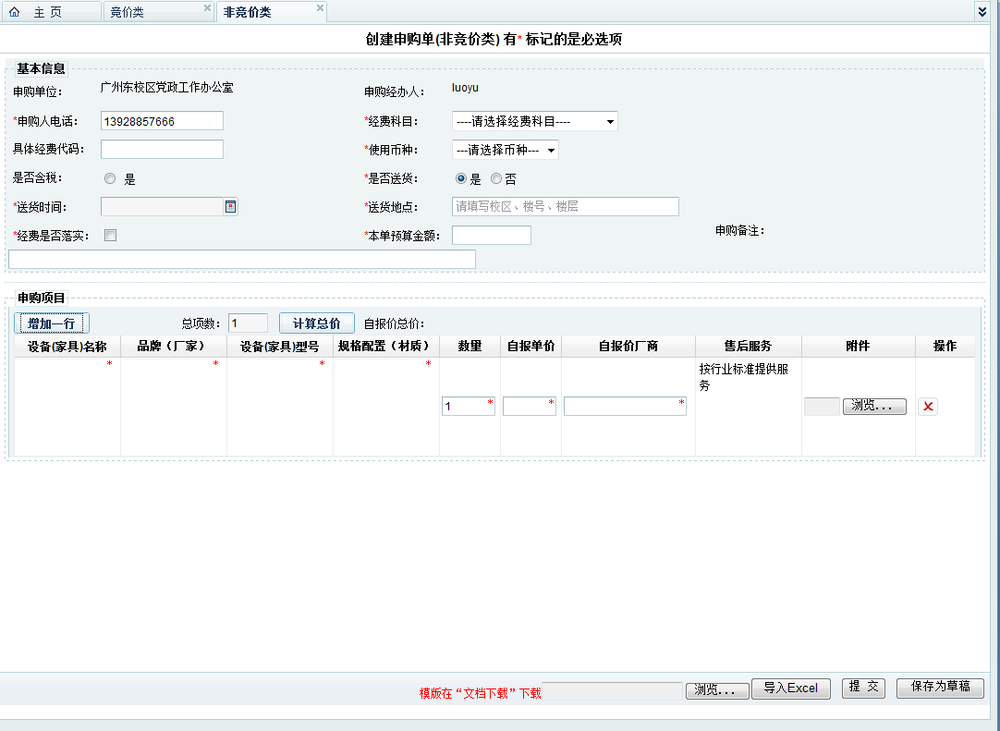 主 页 竞价类 非竞价类
创建申购单(非竞价类) 有* 标记的是必选项
基本信息
申购单位: 广州东校区党政工作办公室 申购经办人: luoyu
*申购人电话: 13928857666 *经费科目: ----请选择经费科目----
具体经费代码: *使用币种: ---请选择币种---
是否含税: 是 *是否送货: 是 否
*送货时间: *送货地点: 请填写校区、楼号、楼层
*经费是否落实: *本单预算金额: 申购备注:
申购项目
增加一行 总项数: 1 计算总价 自报价总价:
设备(家具)名称 品牌（厂家） 设备(家具)型号 规格配置（材质） 数量 自报单价 自报价厂商 售后服务 附件 操作
* * * * 按行业标准提供服
务
1 * * * 浏览...
模版在“文档下载”下载 浏览... 导入Excel 提 交 保存为草稿